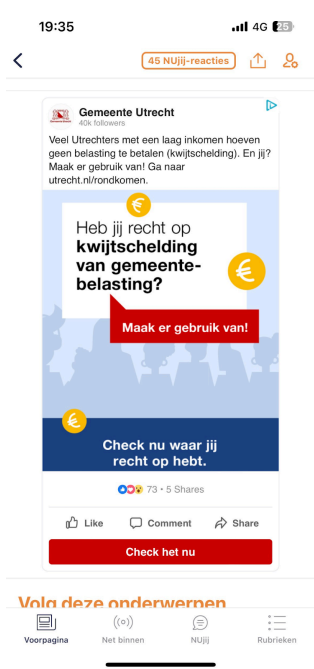 19:35
4G 25
45 NUjij-reacties
Gemeente Utrecht
40k followers
Veel Utrechters met een laag inkomen hoeven
geen belasting te betalen (kwijtschelding). En jij?
Maak er gebruik van! Ga naar
utrecht.nl/rondkomen.
€
Heb jij recht op
kwijtschelding
van gemeente-
belasting?
€
Maak er gebruik van!
€
Check nu waar jij
recht op hebt.
73 • 5 Shares
Like Comment Share
Check het nu
Volg deze onderwerpen
Voorpagina Net binnen NUjij Rubrieken